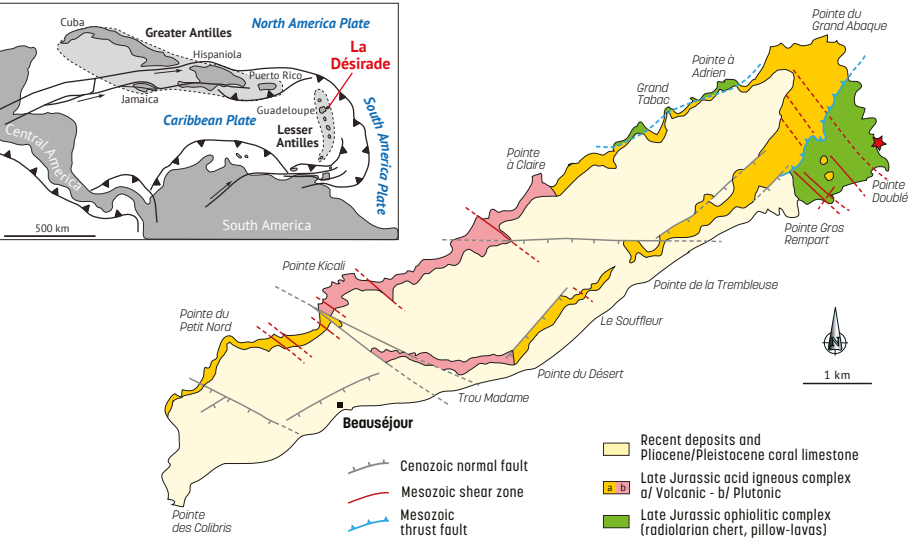 Cuba
Greater Antilles
North America Plate
Hispaniola
La
Désirade
Puerto Rico
Jamaica
Guadeloupe
Caribbean Plate
Lesser
Antilles
South America Plate
Central America
South America
500 km
Pointe du
Grand Abaque
Pointe à
Adrien
Grand
Tabac
Pointe
à Claire
Pointe
Doublé
Pointe Gros
Rempart
Pointe Kicali
Pointe de la Trembleuse
Pointe du
Petit Nord
Le Souffleur
N
1 km
Pointe du Désert
Trou Madame
Beauséjour
Pointe
des Colibris
Cenozoic normal fault
Mesozoic shear zone
Mesozoic
thrust fault
Recent deposits and
Pliocene/Pleistocene coral limestone
a b
Late Jurassic acid igneous complex
a/ Volcanic - b/ Plutonic
Late Jurassic ophiolitic complex
(radiolarian chert, pillow-lavas)